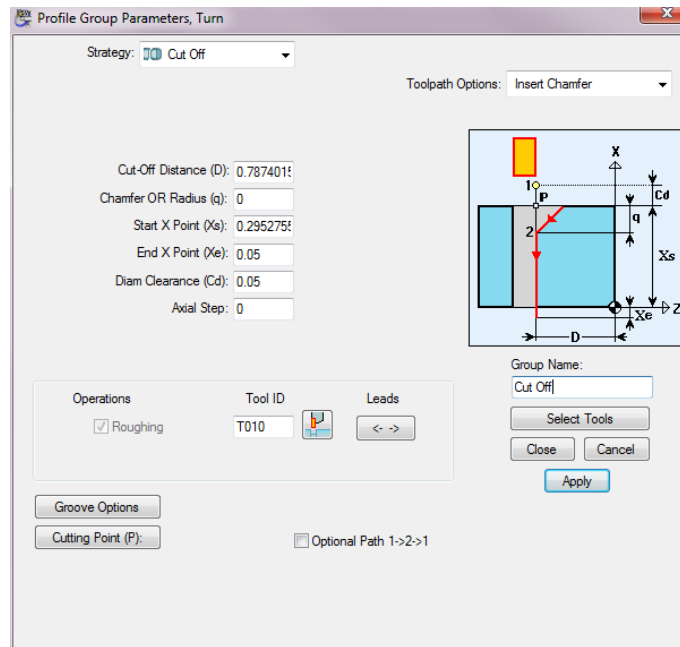 Profile Group Parameters, Turn
Strategy: Cut Off
Toolpath Options: Insert Chamfer
Cut-Off Distance (D): 0.7874015
Chamfer OR Radius (q): 0
Start X Point (Xs): 0.2952755
End X Point (Xe): 0.05
Diam Clearance (Cd): 0.05
Axial Step: 0
X
1
P
Cd
q
2
Xs
Z
Xe
D
Group Name:
Cut Off
Operations Tool ID Leads
Roughing T010 <- ->
Select Tools
Close Cancel
Apply
Groove Options
Cutting Point (P):
Optional Path 1->2->1